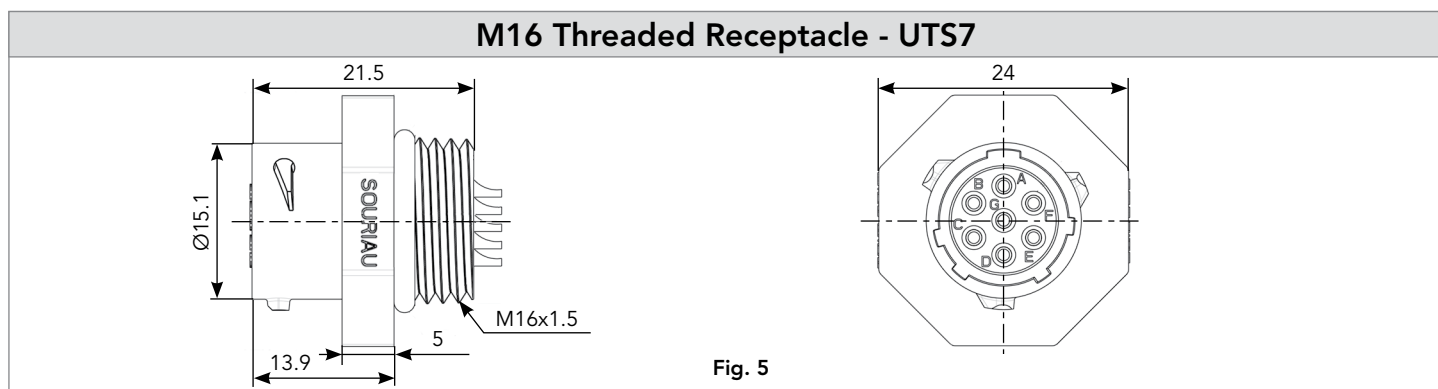 M16 Threaded Receptacle - UTS7
21.5
24
Ø15.1
SOURIAU
B
A
G
F
C
D
E
M16x1.5
5
13.9
Fig. 5